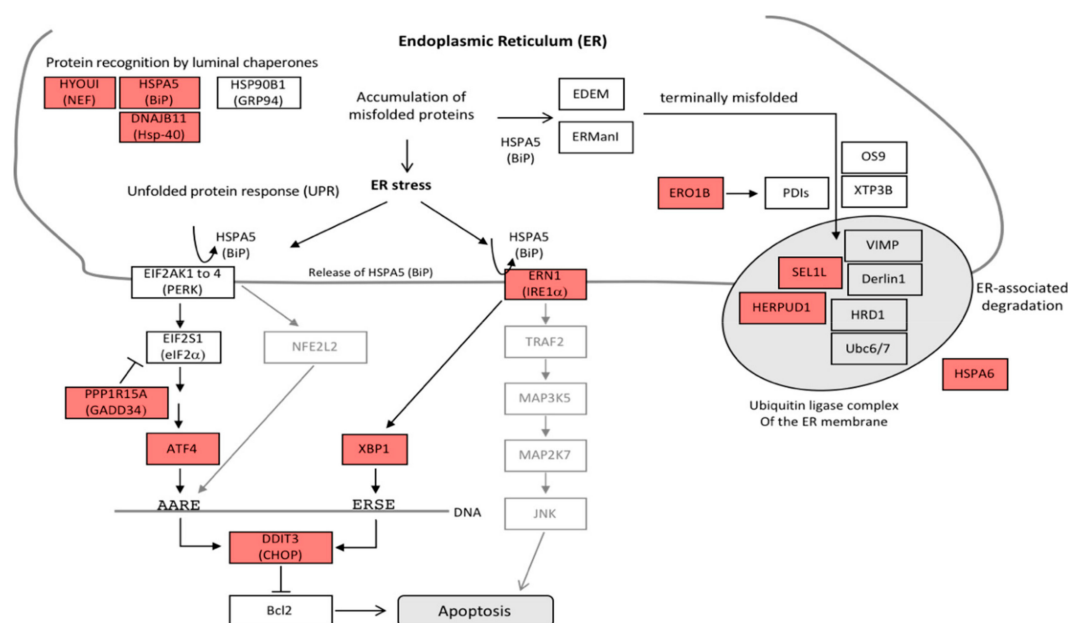 Endoplasmic Reticulum (ER)
Protein recognition by luminal chaperones
HYOUI
(NEF)
HSPA5
(BiP)
HSP90B1
(GRP94)
DNAJB11
(Hsp-40)
Accumulation of
misfolded proteins
HSPA5
(BiP)
EDEM
ERManI
terminally misfolded
OS9
XTP3B
ERO1B
PDIs
Unfolded protein response (UPR)
ER stress
HSPA5
(BiP)
HSPA5
(BiP)
EIF2AK1 to 4
(PERK)
Release of HSPA5 (BiP)
ERN1
(IRE1α)
VIMP
SEL1L
Derlin1
HERPUD1
HRD1
Ubc6/7
ER-associated
degradation
HSPA6
Ubiquitin ligase complex
Of the ER membrane
EIF2S1
(eIF2α)
NFE2L2
TRAF2
PPP1R15A
(GADD34)
MAP3K5
ATF4
XBP1
MAP2K7
AARE
ERSE
DNA
JNK
DDIT3
(CHOP)
Bcl2
Apoptosis